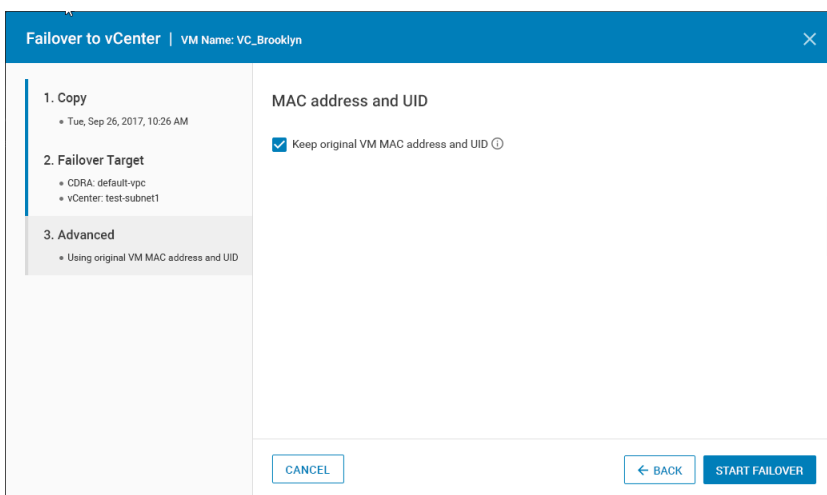 Failover to vCenter | VM Name: VC_Brooklyn
1. Copy
• Tue, Sep 26, 2017, 10:26 AM
2. Failover Target
• CDRA: default-vpc
• vCenter: test-subnet1
3. Advanced
• Using original VM MAC address and UID
MAC address and UID
Keep original VM MAC address and UID
CANCEL
← BACK
START FAILOVER